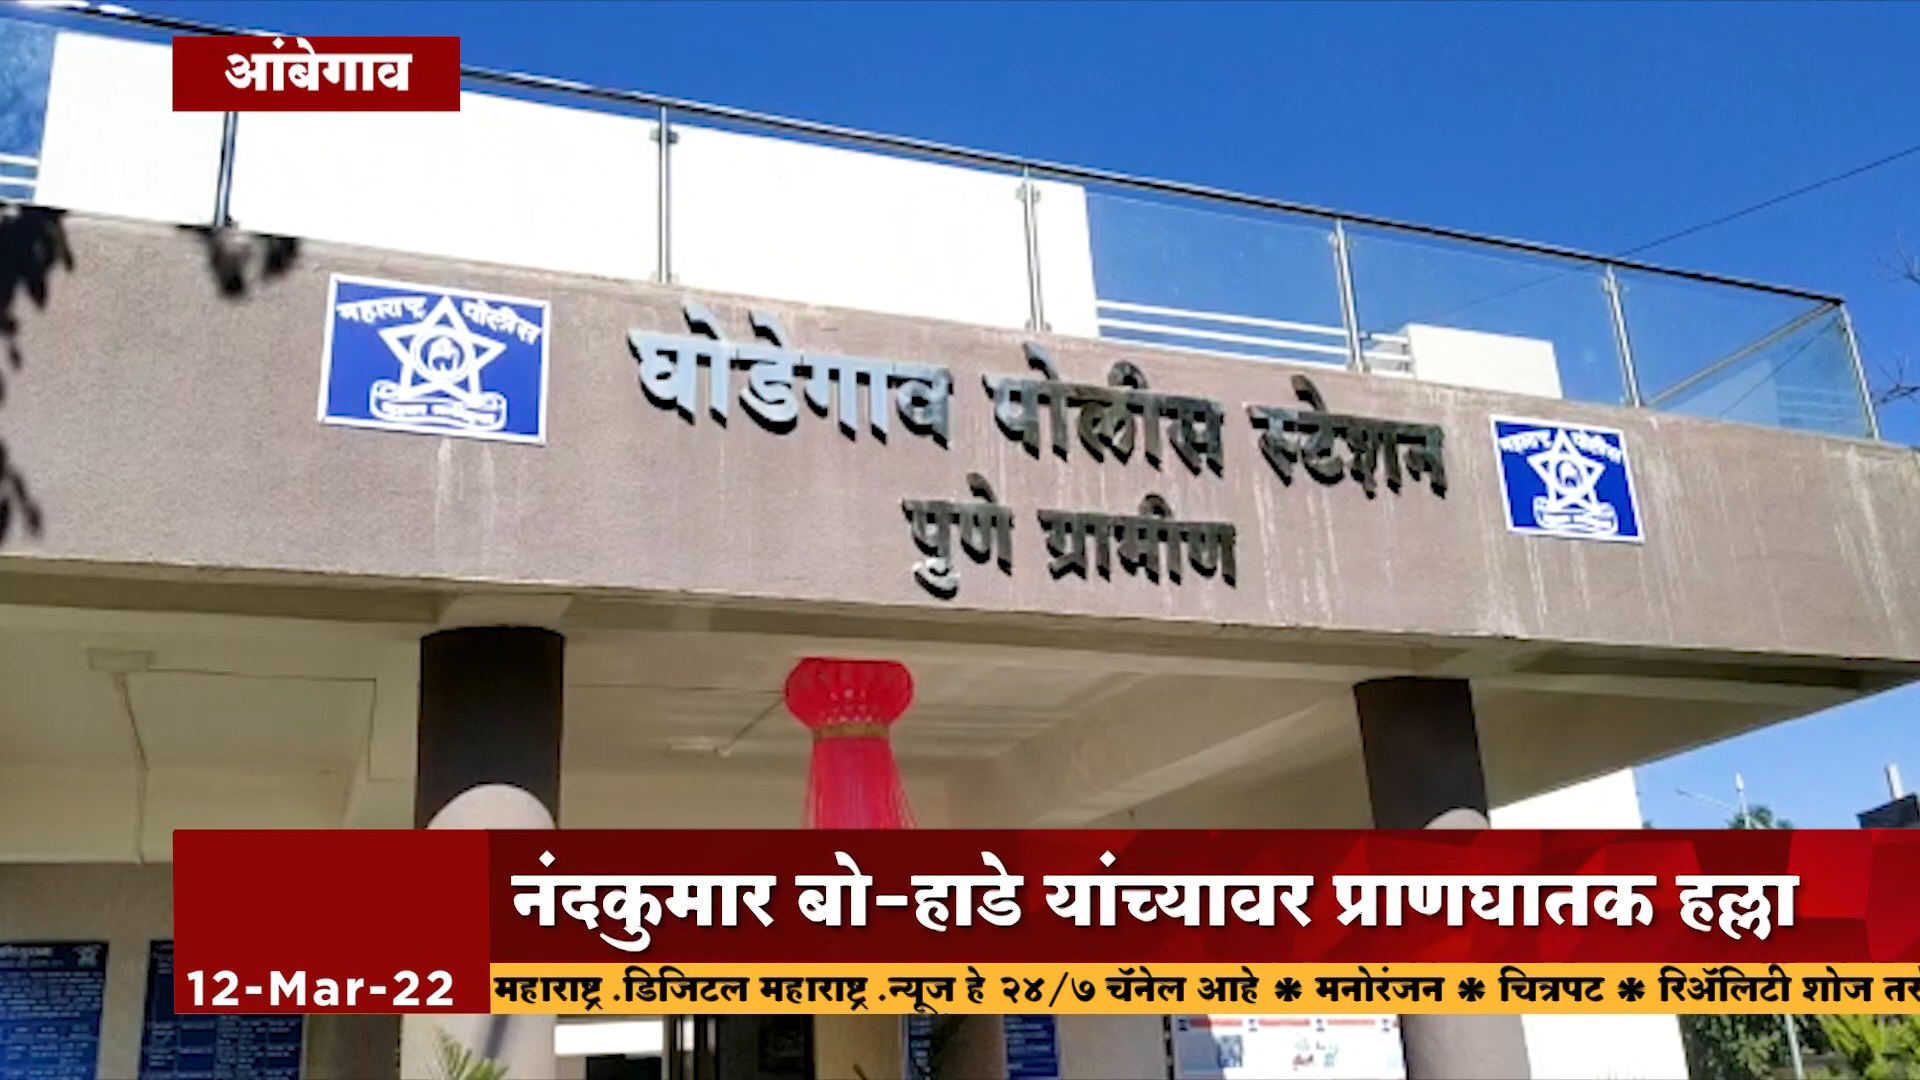 आंबेगाव
महाराष्ट्र पोलीस
घोडेगाव पोलीस स्टेशन
महाराष्ट्र पोलीस
पुणे ग्रामीण
नंदकुमार बो-हाडे यांच्यावर प्राणघातक हल्ला
12-Mar-22
महाराष्ट्र .डिजिटल महाराष्ट्र .न्यूज हे २४/७ चॅनेल आहे ✱ मनोरंजन ✱ चित्रपट ✱ रिॲलिटी शोज